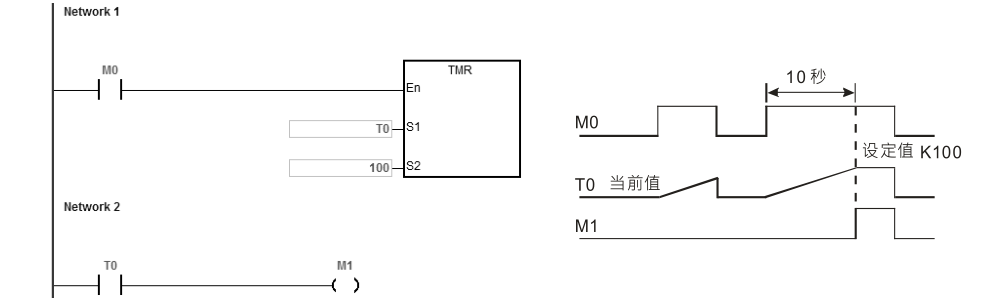 Network 1
M0
TMR
En
T0 S1
100 S2
Network 2
T0 M1
10 秒
M0
设定值 K100
T0 当前值
M1